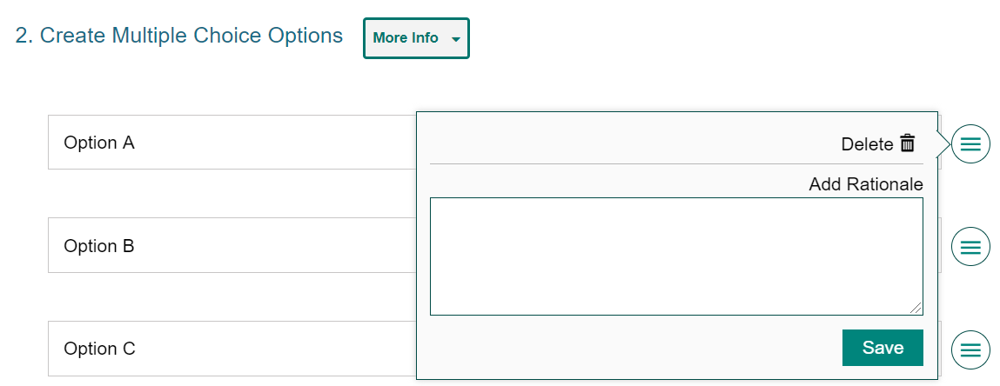 2. Create Multiple Choice Options
More Info
Option A
Delete
Add Rationale
Option B
Option C
Save